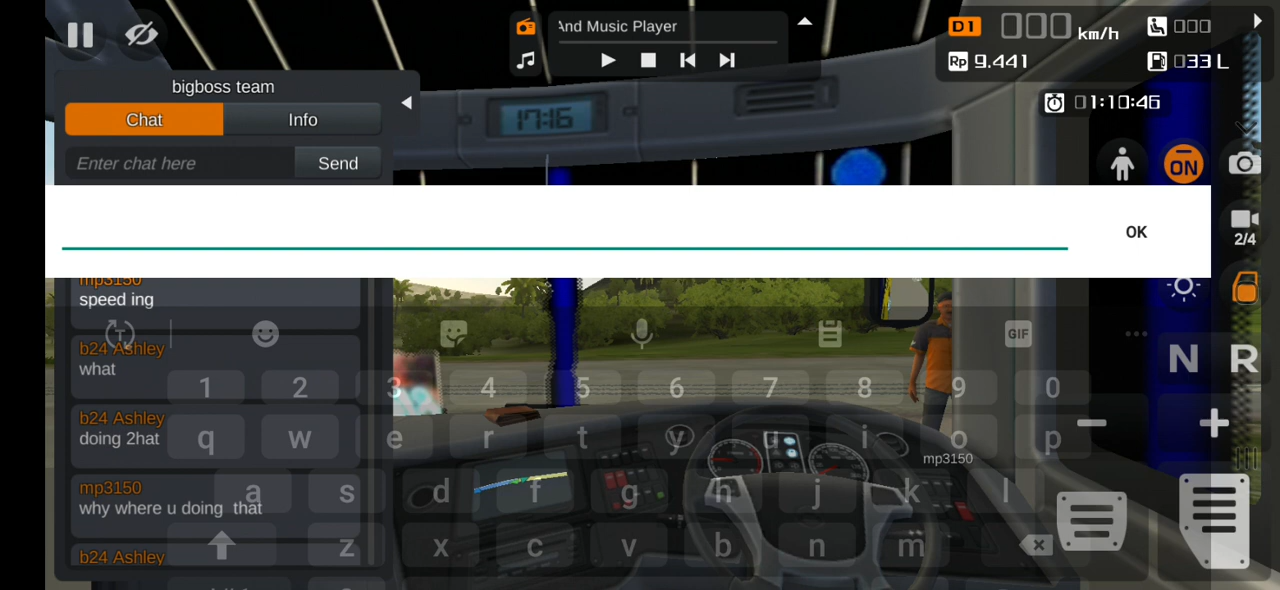 And Music Player
D1
000 km/h
000
Rp 9.441
033 L
bigboss team
Chat
Info
17:16
01:10:46
Enter chat here
Send
ON
OK
2/4
mp3150
speed ing
b24 Ashley
what
b24 Ashley
doing 2hat
mp3150
why where u doing that
b24 Ashley
GIF
N R
1 2 3 4 5 6 7 8 9 0
q w e r t y u i o p
mp3150
a s d f g h j k l
z x c v b n m